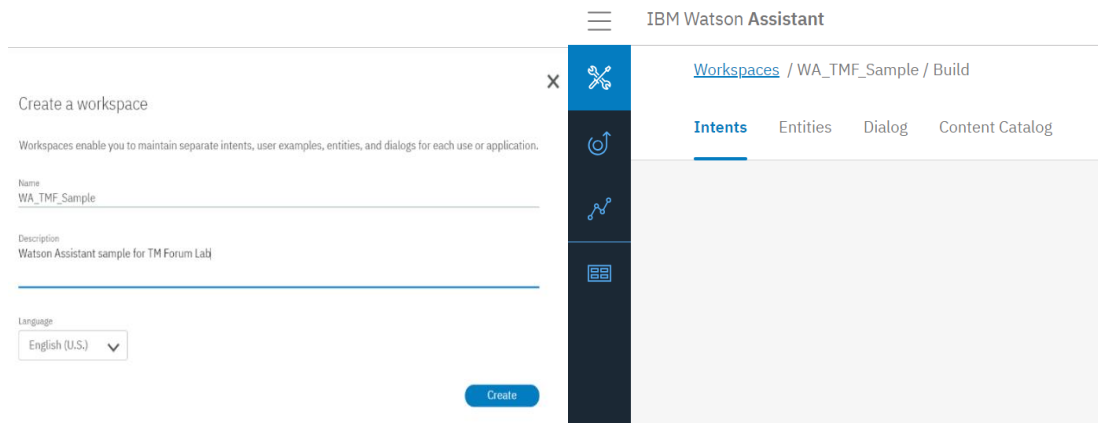 Create a workspace
Workspaces enable you to maintain separate intents, user examples, entities, and dialogs for each use or application.
Name
WA_TMF_Sample
Description
Watson Assistant sample for TM Forum Lab
Language
English (U.S.)
Create
IBM Watson Assistant
Workspaces / WA_TMF_Sample / Build
Intents Entities Dialog Content Catalog